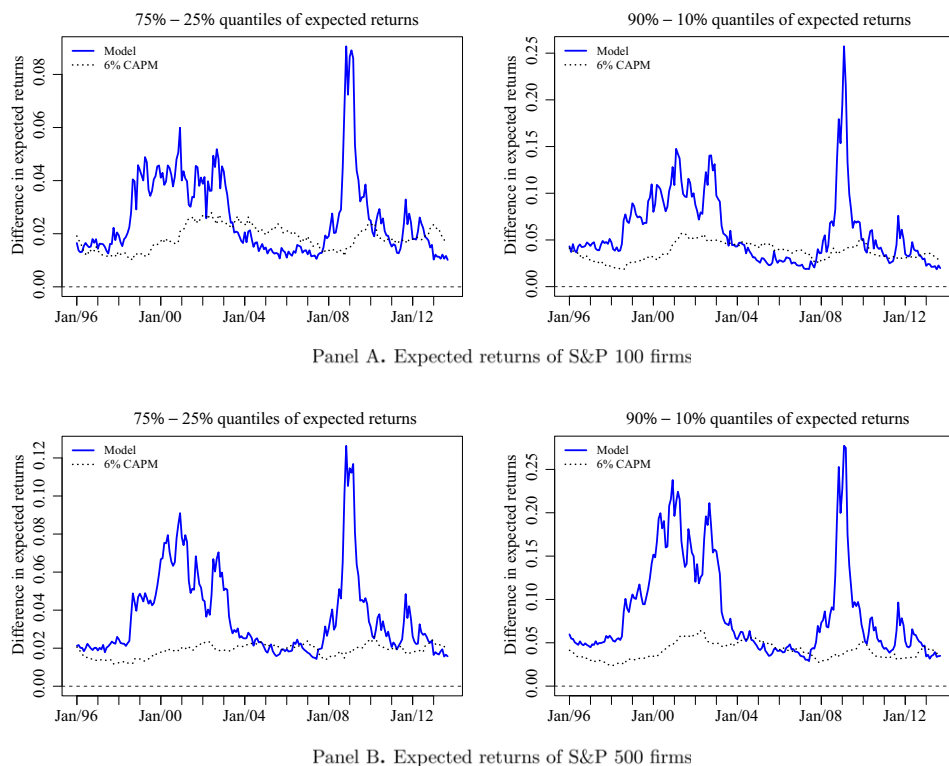 75% − 25% quantiles of expected returns
Difference in expected returns
0.00 0.02 0.04 0.06 0.08
Model
6% CAPM
Jan/96 Jan/00 Jan/04 Jan/08 Jan/12
90% − 10% quantiles of expected returns
Difference in expected returns
0.00 0.05 0.10 0.15 0.20 0.25
Model
6% CAPM
Jan/96 Jan/00 Jan/04 Jan/08 Jan/12
Panel A. Expected returns of S&P 100 firms
75% − 25% quantiles of expected returns
Difference in expected returns
0.00 0.02 0.04 0.06 0.08 0.10 0.12
Model
6% CAPM
Jan/96 Jan/00 Jan/04 Jan/08 Jan/12
90% − 10% quantiles of expected returns
Difference in expected returns
0.00 0.05 0.10 0.15 0.20 0.25
Model
6% CAPM
Jan/96 Jan/00 Jan/04 Jan/08 Jan/12
Panel B. Expected returns of S&P 500 firms